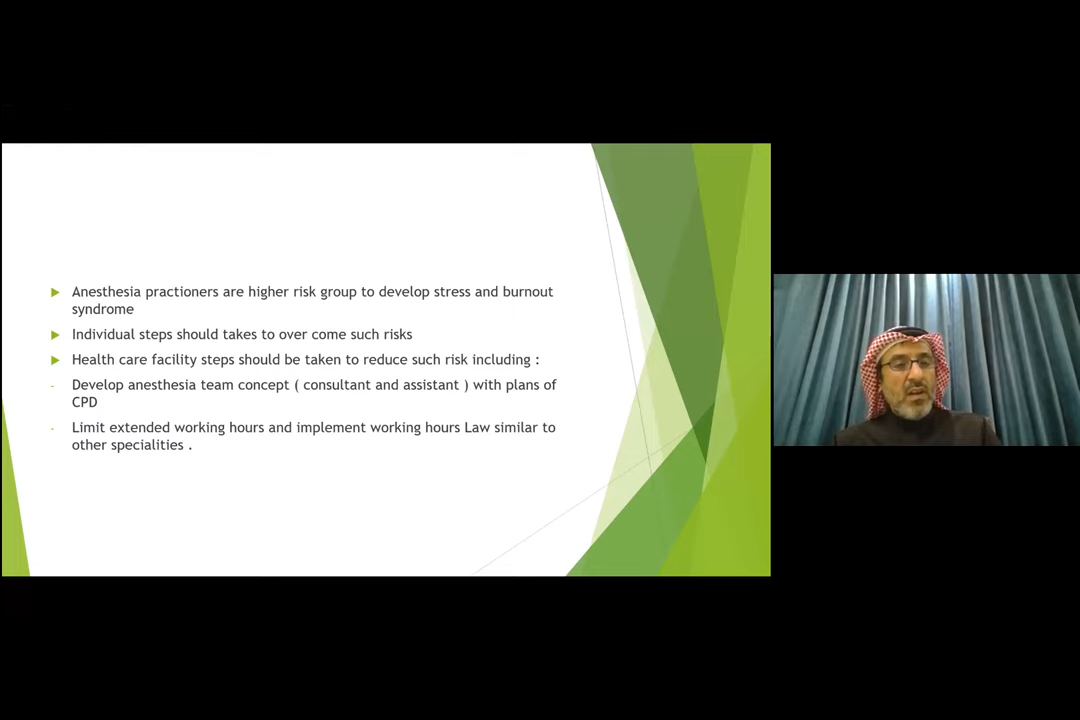 Anesthesia practioners are higher risk group to develop stress and burnout
syndrome
Individual steps should takes to over come such risks
Health care facility steps should be taken to reduce such risk including :
- Develop anesthesia team concept ( consultant and assistant ) with plans of
CPD
- Limit extended working hours and implement working hours Law similar to
other specialities .